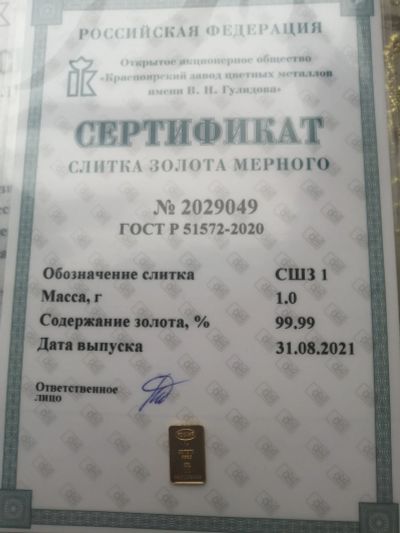 РОССИЙСКАЯ ФЕДЕРАЦИЯ
Открытое акционерное общество
«Красноярский завод цветных металлов
имени В. Н. Гулидова»
СЕРТИФИКАТ
СЛИТКА ЗОЛОТА МЕРНОГО
№ 2029049
ГОСТ Р 51572-2020
Обозначение слитка СШЗ 1
Масса, г 1.0
Содержание золота, % 99.99
Дата выпуска 31.08.2021
Ответственное
лицо